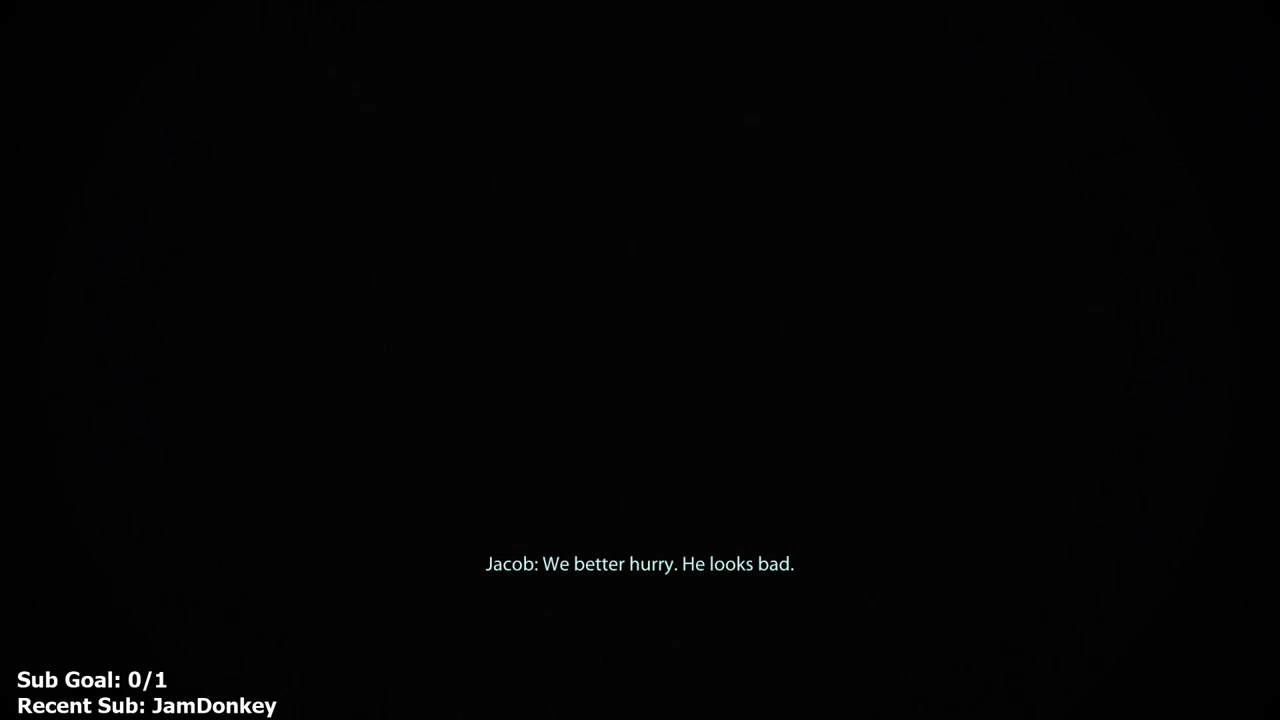 Jacob: We better hurry. He looks bad.
Sub Goal: 0/1
Recent Sub: JamDonkey